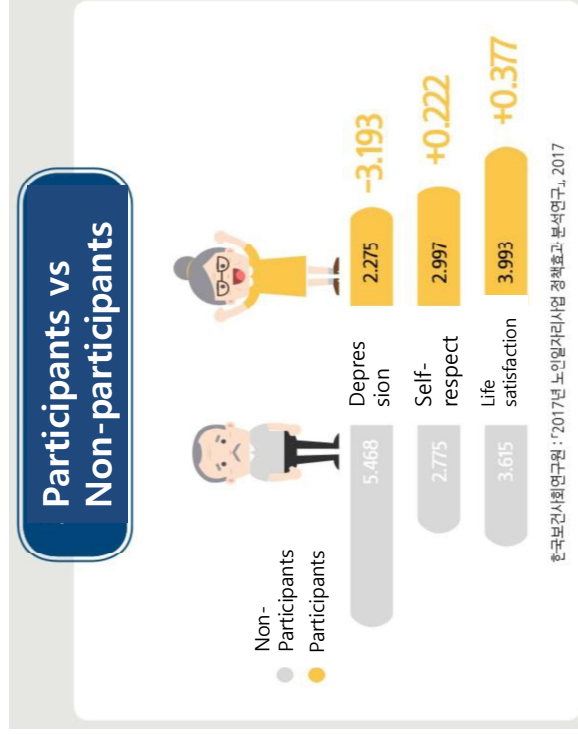 Participants vs
Non-participants
Non-
Participants
Participants
5.468
Depres
sion
2.275
-3.193
2.775
Self-
respect
2.997
+0.222
3.615
Life
satisfaction
3.993
+0.377
한국보건사회연구원 : 「2017년 노인일자리사업 정책효과 분석연구」, 2017